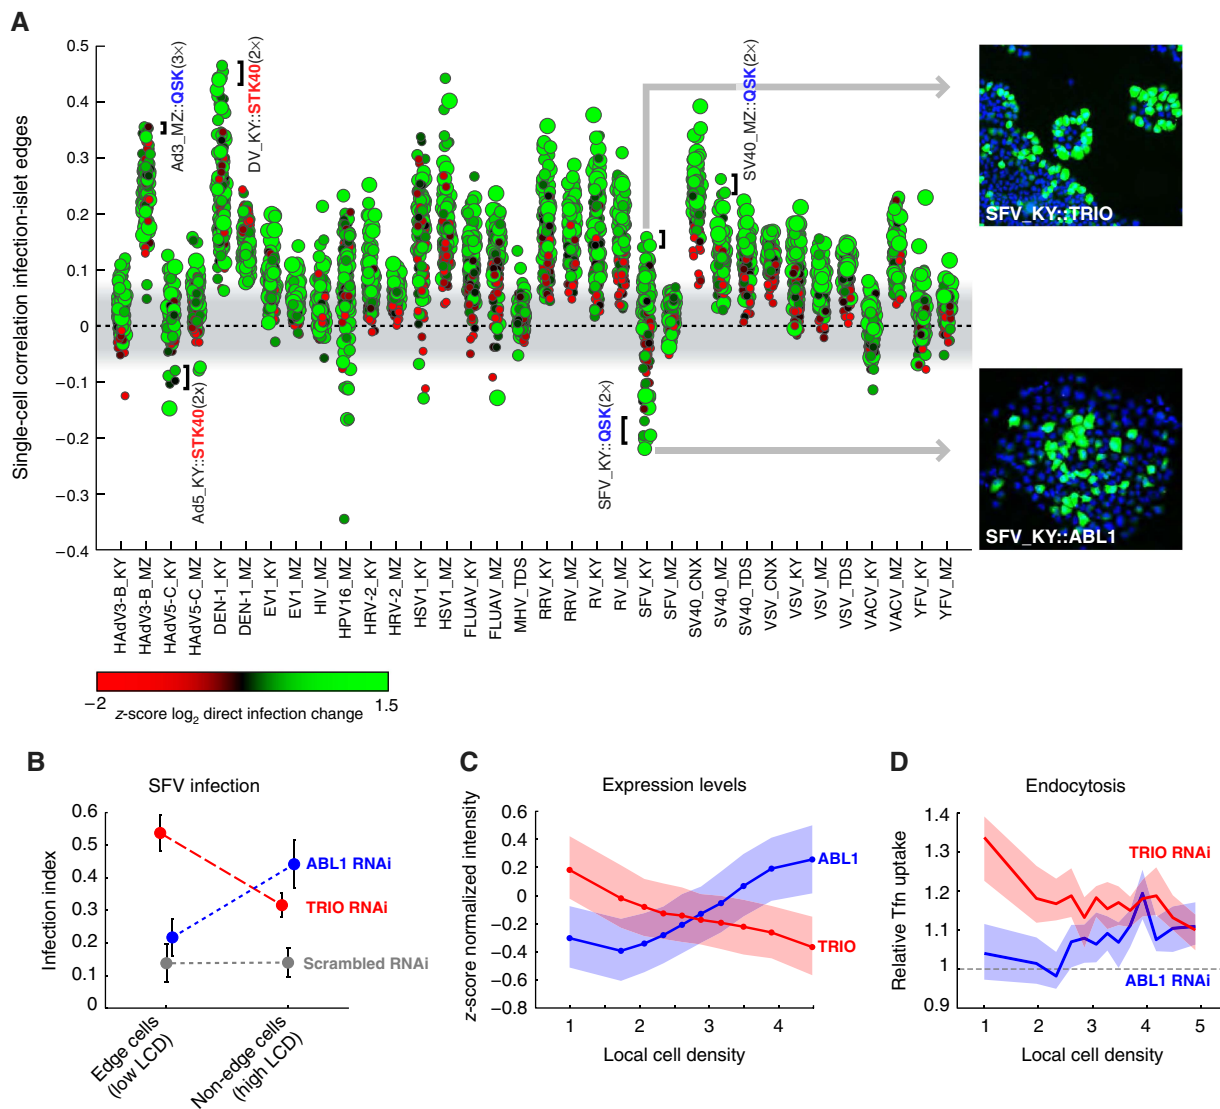 A
Single-cell correlation infection-islet edges
0.5
0.4
0.3
0.2
0.1
0
−0.1
−0.2
−0.3
−0.4
Ad3_MZ::QSK(3×)
DV_KY::STK40(2×)
Ad5_KY::STK40(2x)
SFV_KY::QSK(2×)
SV40_MZ::QSK(2×)
SFV_KY::TRIO
SFV_KY::ABL1
HAdV3-B_KY
HAdV3-B_MZ
HAdV5-C_KY
HAdV5-C_MZ
DEN-1_KY
DEN-1_MZ
EV1_KY
EV1_MZ
HIV_MZ
HPV16_MZ
HRV-2_KY
HRV-2_MZ
HSV1_KY
HSV1_MZ
FLUAV_KY
FLUAV_MZ
MHV_TDS
RRV_KY
RRV_MZ
RV_KY
RV_MZ
SFV_KY
SFV_MZ
SV40_CNX
SV40_MZ
SV40_TDS
VSV_CNX
VSV_KY
VSV_MZ
VSV_TDS
VACV_KY
VACV_MZ
YFV_KY
YFV_MZ
−2
1.5
z-score log2 direct infection change
B
SFV infection
Infection index
0.6
0.5
0.4
0.3
0.2
0.1
0
ABL1 RNAi
TRIO RNAi
Scrambled RNAi
Edge cells
(low LCD)
Non-edge cells
(high LCD)
C
Expression levels
z-score normalized intensity
0.6
0.4
0.2
0
−0.2
−0.4
−0.6
−0.8
ABL1
TRIO
1
2
3
4
Local cell density
D
Endocytosis
Relative Tfn uptake
1.4
1.3
1.2
1.1
1
0.9
TRIO RNAi
ABL1 RNAi
1
2
3
4
5
Local cell density